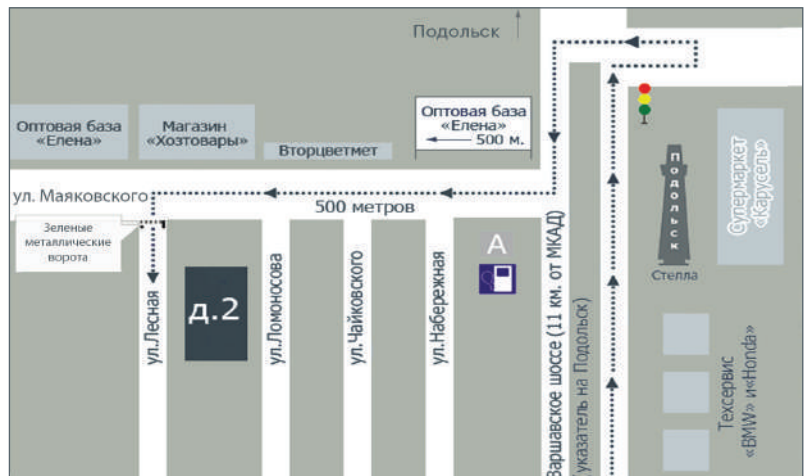 Подольск
Оптовая база
«Елена»
Магазин
«Хозтовары»
Вторцветмет
Оптовая база
«Елена»
500 м.
ул. Маяковского
500 метров
Зеленые
металлические
ворота
ул.Лесная
д.2
ул.Ломоносова
ул.Чайковского
ул.Набережная
А
Варшавское шоссе (11 км. от МКАД)
(указатель на Подольск)
Подольск
Стелла
Супермаркет
«Карусель»
Техсервис
«BMW» и«Honda»